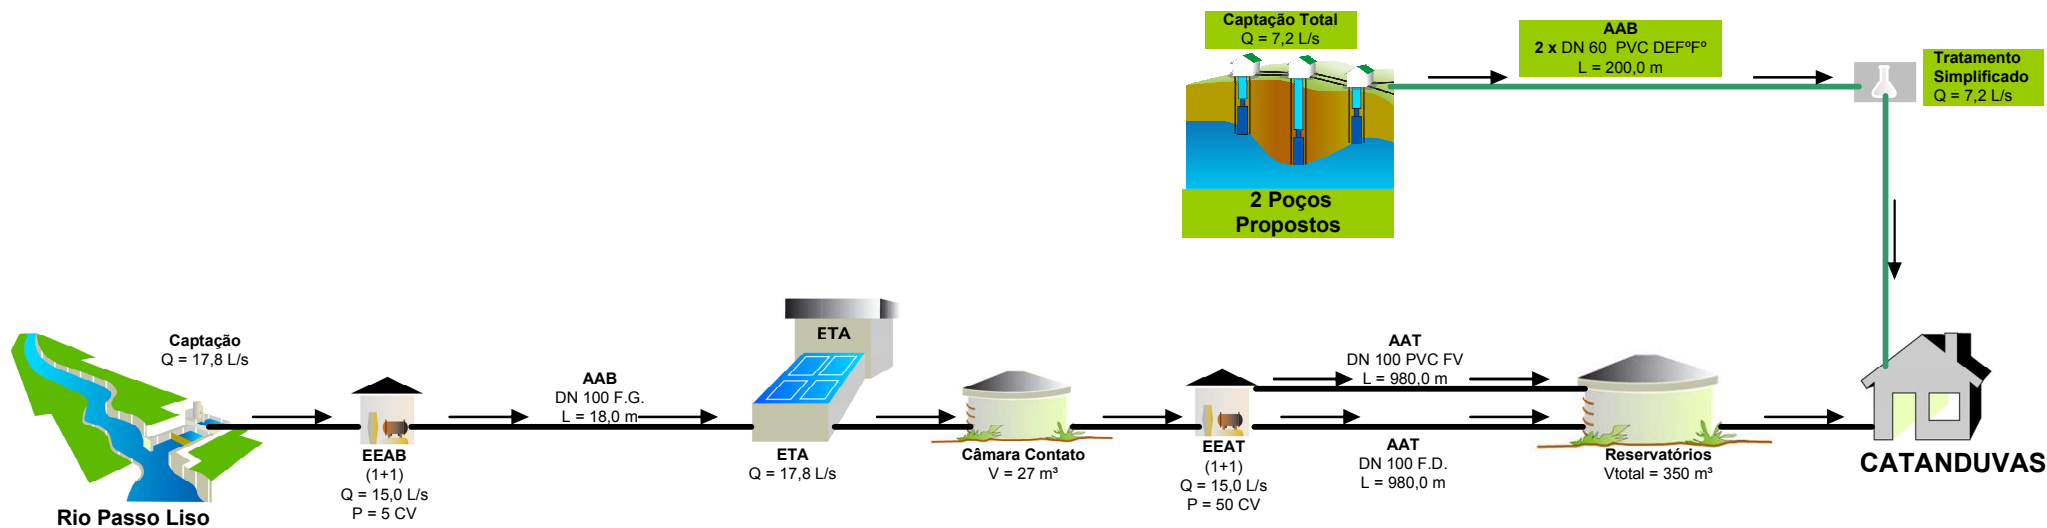 Captação Total
Q = 7,2 L/s
AAB
2 x DN 60 PVC DEFºFº
L = 200,0 m
Tratamento
Simplificado
Q = 7,2 L/s
2 Poços
Propostos
Captação
Q = 17,8 L/s
Rio Passo Liso
EEAB
(1+1)
Q = 15,0 L/s
P = 5 CV
AAB
DN 100 F.G.
L = 18,0 m
ETA
ETA
Q = 17,8 L/s
Câmara Contato
V = 27 m³
EEAT
(1+1)
Q = 15,0 L/s
P = 50 CV
AAT
DN 100 PVC FV
L = 980,0 m
AAT
DN 100 F.D.
L = 980,0 m
Reservatórios
Vtotal = 350 m³
CATANDUVAS